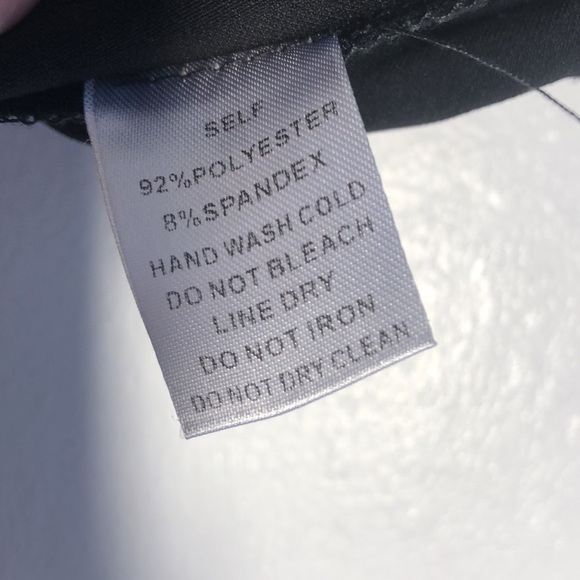 SELF
92%POLYESTER
8%SPANDEX
HAND WASH COLD
DO NOT BLEACH
LINE DRY
DO NOT IRON
DO NOT DRY CLEAN